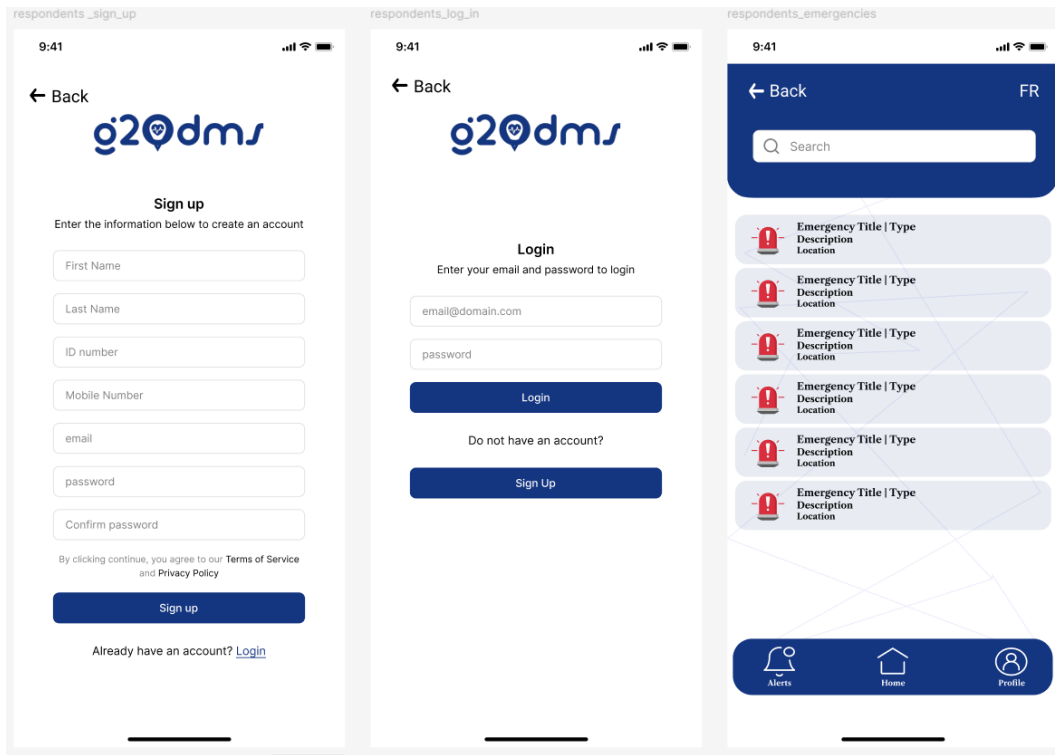 respondents _sign_up
9:41
Back
g2dms
Sign up
Enter the information below to create an account
First Name
Last Name
ID number
Mobile Number
email
password
Confirm password
By clicking continue, you agree to our Terms of Service
and Privacy Policy
Sign up
Already have an account? Login
respondents_log_in
9:41
Back
g2dms
Login
Enter your email and password to login
email@domain.com
password
Login
Do not have an account?
Sign Up
respondents_emergencies
9:41
Back
FR
Search
Emergency Title | Type
Description
Location
Emergency Title | Type
Description
Location
Emergency Title | Type
Description
Location
Emergency Title | Type
Description
Location
Emergency Title | Type
Description
Location
Emergency Title | Type
Description
Location
Alerts
Home
Profile